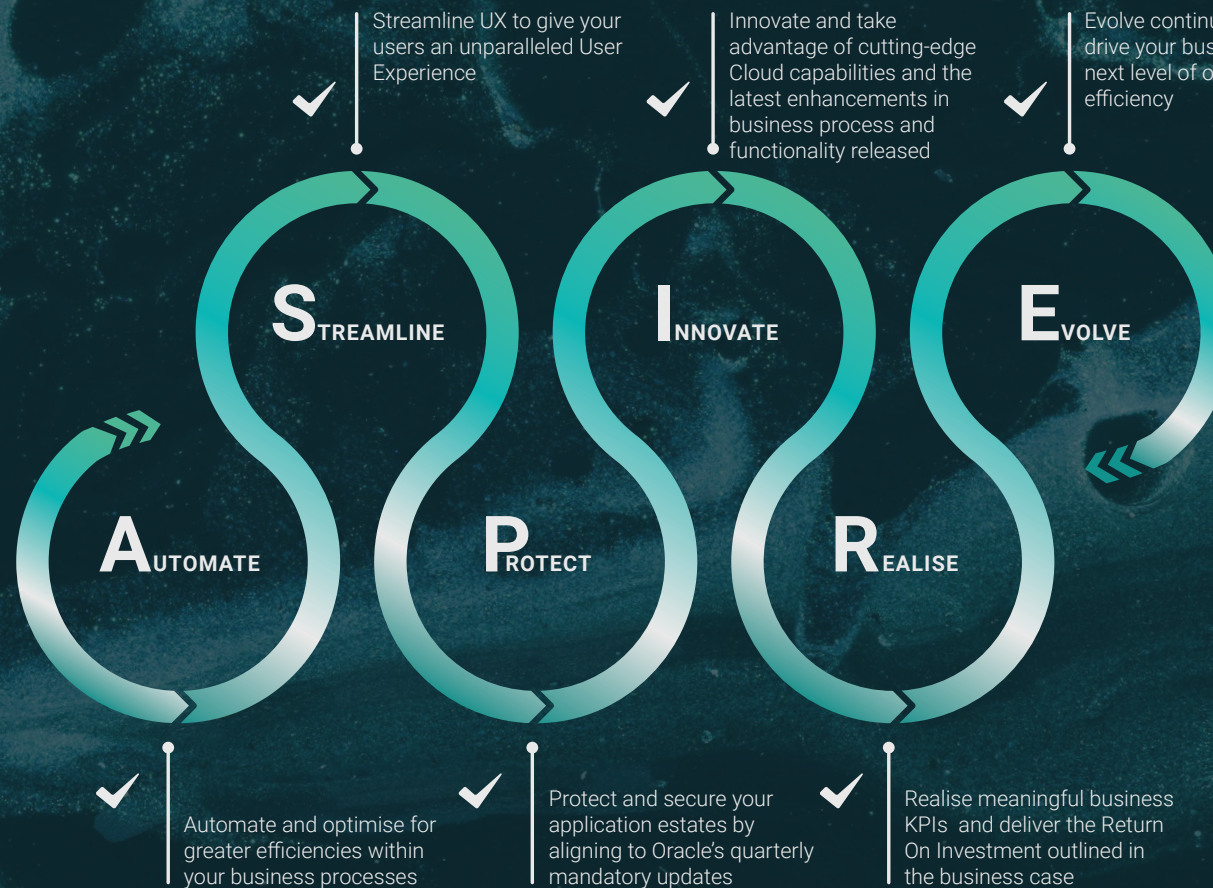 Streamline UX to give your
users an unparalleled User
Experience
Innovate and take
advantage of cutting-edge
Cloud capabilities and the
latest enhancements in
business process and
functionality released
Evolve
drive your
next level of
efficiency
STREAMLINE
INNOVATE
EVOLVE
AUTOMATE
PROTECT
REALISE
Automate and optimise for
greater efficiencies within
your business processes
Protect and secure your
application estates by
aligning to Oracle's quarterly
mandatory updates
Realise meaningful business
KPIs and deliver the Return
On Investment outlined in
the business case